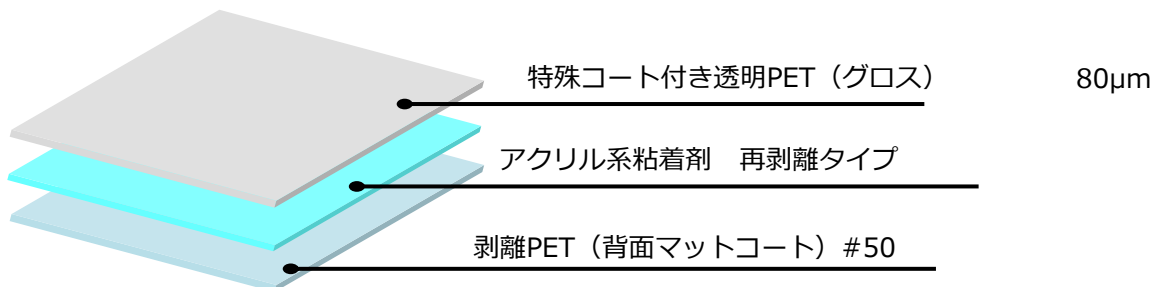 特殊コート付き透明PET（グロス） 80μm
アクリル系粘着剤　再剥離タイプ
剥離PET（背面マットコート）#50